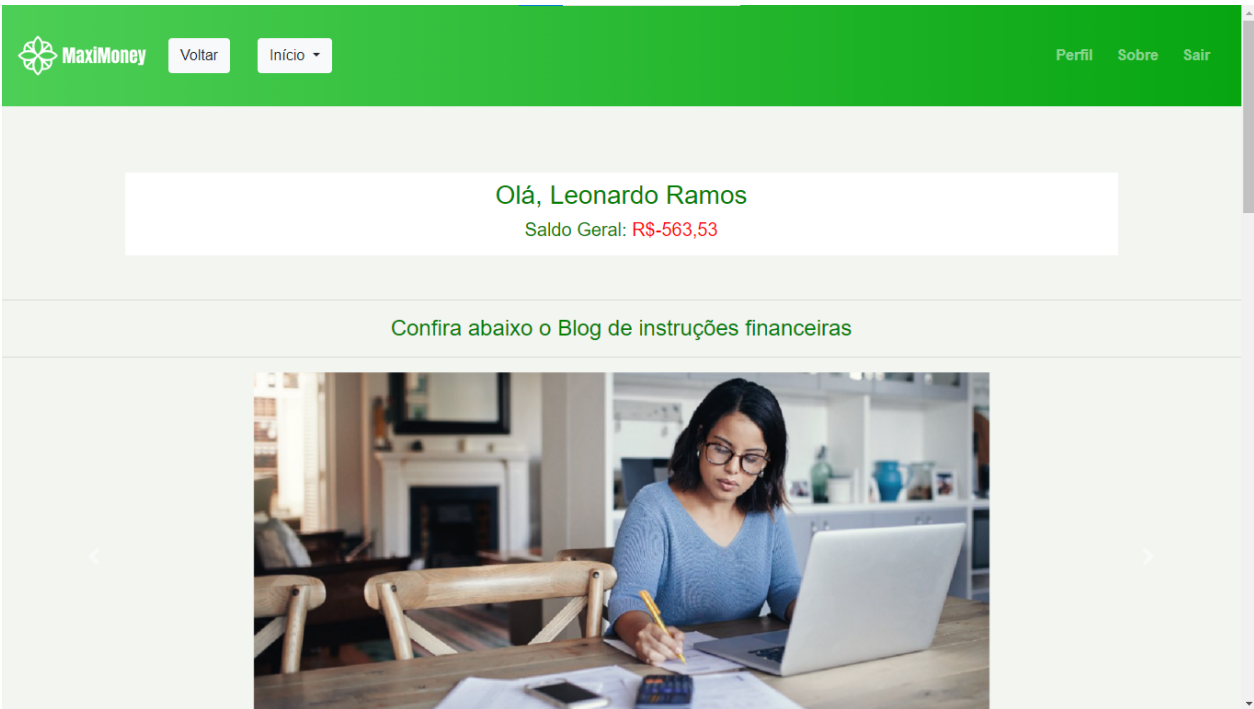 MaxiMoney Voltar Início Perfil Sobre Sair
Olá, Leonardo Ramos
Saldo Geral: R$-563,53
Confira abaixo o Blog de instruções financeiras